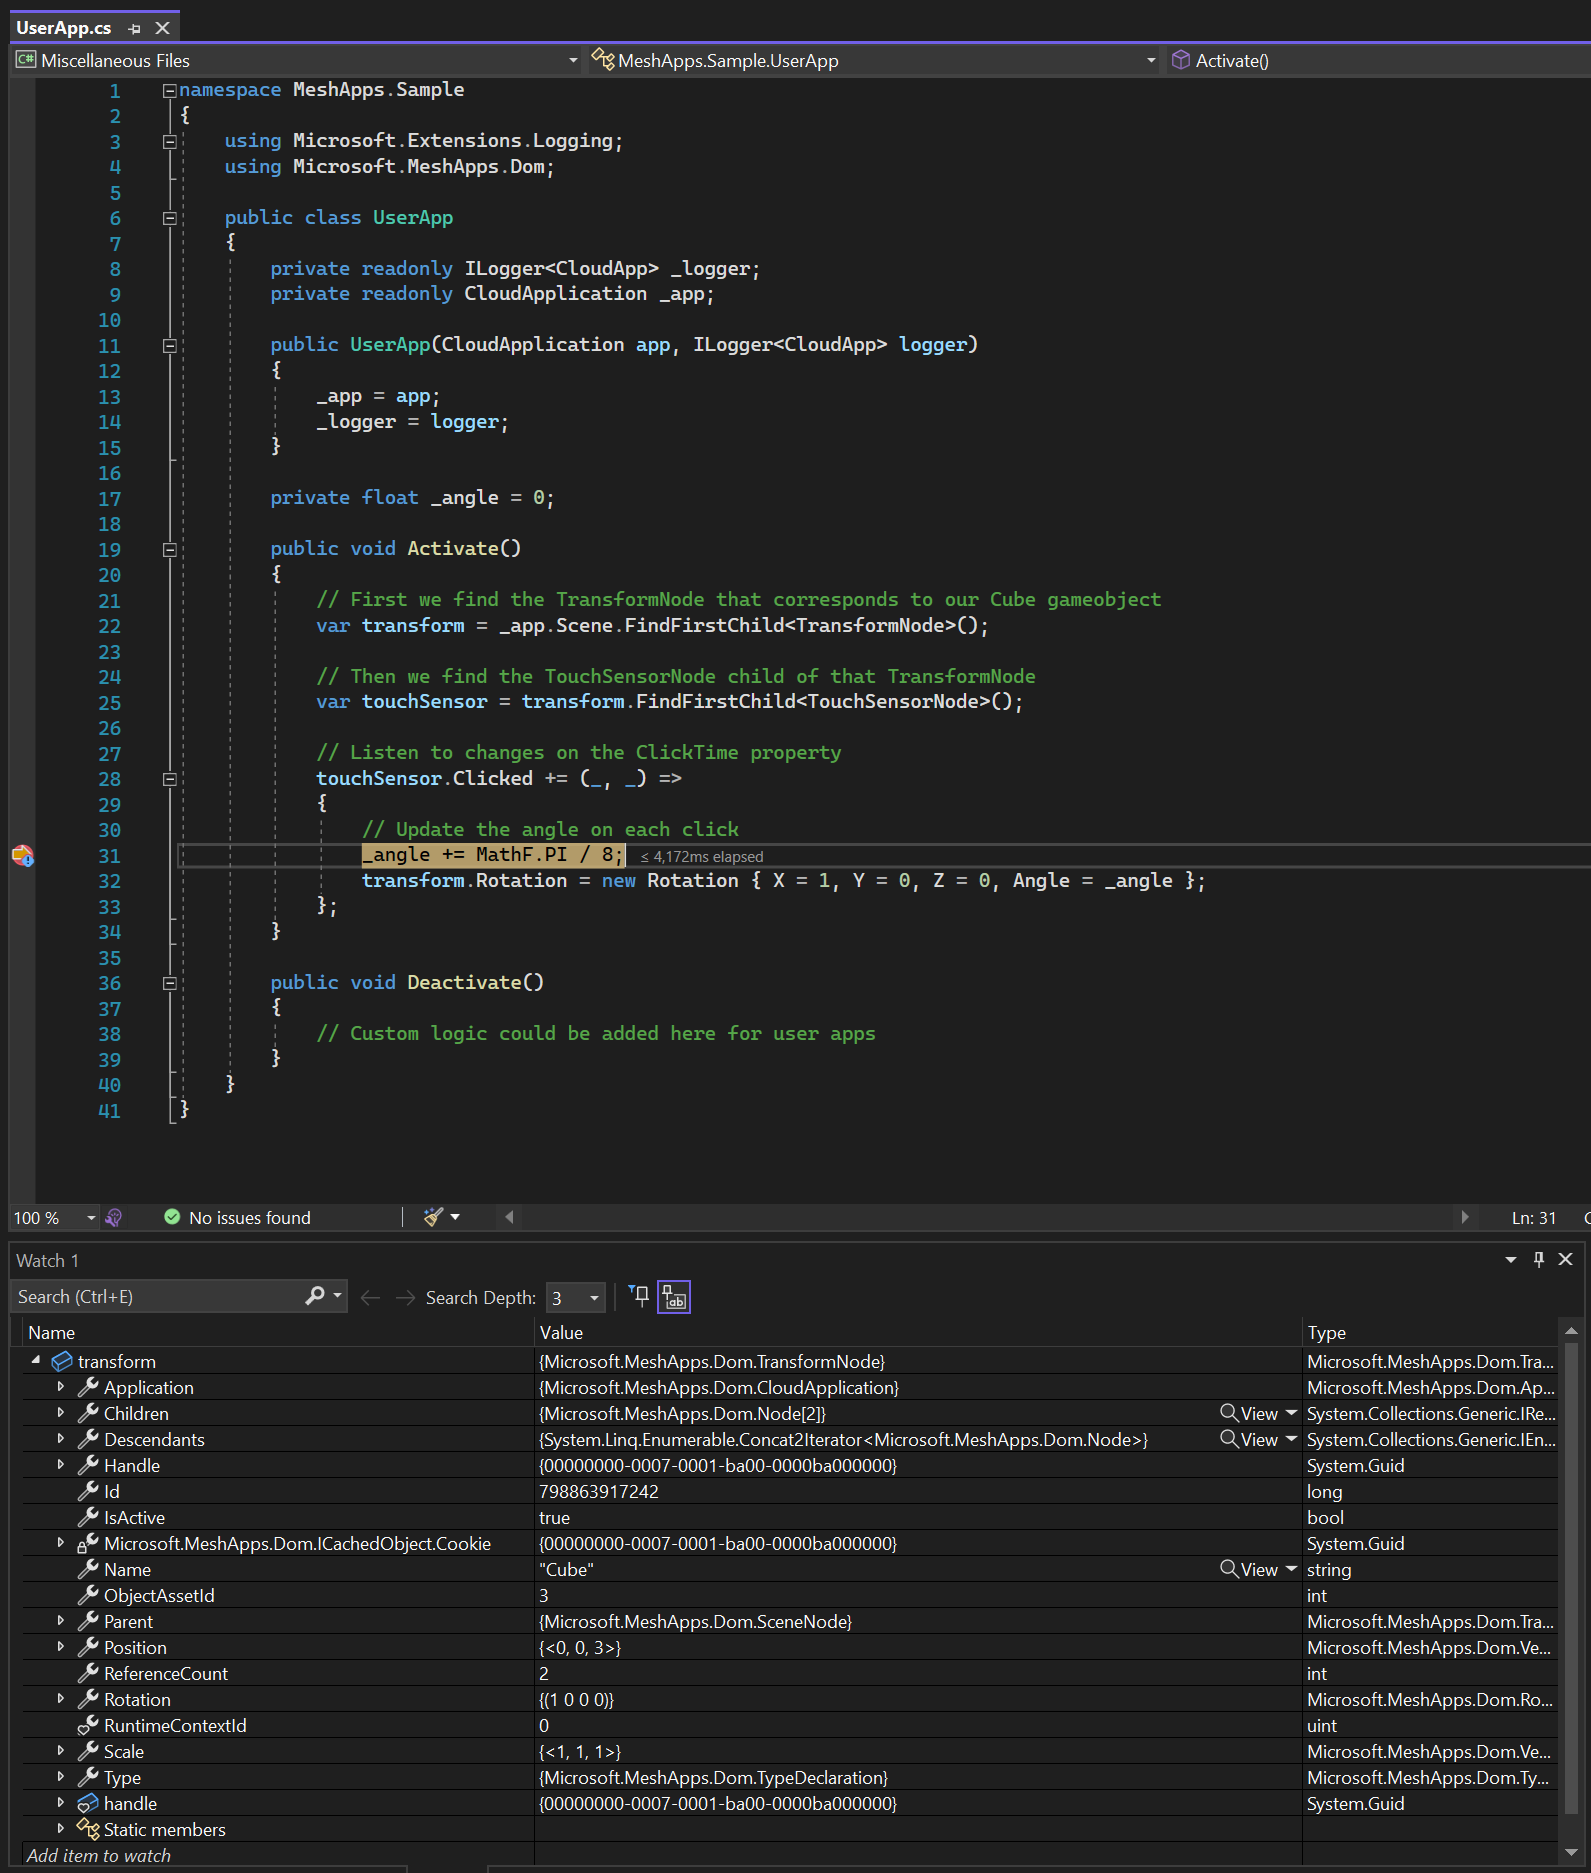 UserApp.cs
C# Miscellaneous Files MeshApps.Sample.UserApp Activate()
1 namespace MeshApps.Sample
2 {
3 using Microsoft.Extensions.Logging;
4 using Microsoft.MeshApps.Dom;
5
6 public class UserApp
7 {
8 private readonly ILogger<CloudApp> _logger;
9 private readonly CloudApplication _app;
10
11 public UserApp(CloudApplication app, ILogger<CloudApp> logger)
12 {
13 _app = app;
14 _logger = logger;
15 }
16
17 private float _angle = 0;
18
19 public void Activate()
20 {
21 // First we find the TransformNode that corresponds to our Cube gameobject
22 var transform = _app.Scene.FindFirstChild<TransformNode>();
23
24 // Then we find the TouchSensorNode child of that TransformNode
25 var touchSensor = transform.FindFirstChild<TouchSensorNode>();
26
27 // Listen to changes on the ClickTime property
28 touchSensor.Clicked += (_, _) =>
29 {
30 // Update the angle on each click
31 _angle += MathF.PI / 8; ≤ 4,172ms elapsed
32 transform.Rotation = new Rotation { X = 1, Y = 0, Z = 0, Angle = _angle };
33 };
34 }
35
36 public void Deactivate()
37 {
38 // Custom logic could be added here for user apps
39 }
40 }
41 }
100 % No issues found Ln: 31
Watch 1
Search (Ctrl+E) Search Depth: 3
Name Value Type
transform {Microsoft.MeshApps.Dom.TransformNode} Microsoft.MeshApps.Dom.Tra...
Application {Microsoft.MeshApps.Dom.CloudApplication} Microsoft.MeshApps.Dom.Ap...
Children {Microsoft.MeshApps.Dom.Node[2]} View System.Collections.Generic.IRe...
Descendants {System.Linq.Enumerable.Concat2Iterator<Microsoft.MeshApps.Dom.Node>} View System.Collections.Generic.IEn...
Handle {00000000-0007-0001-ba00-0000ba000000} System.Guid
Id 798863917242 long
IsActive true bool
Microsoft.MeshApps.Dom.ICachedObject.Cookie {00000000-0007-0001-ba00-0000ba000000} System.Guid
Name "Cube" View string
ObjectAssetId 3 int
Parent {Microsoft.MeshApps.Dom.SceneNode} Microsoft.MeshApps.Dom.Tra...
Position {<0, 0, 3>} Microsoft.MeshApps.Dom.Ve...
ReferenceCount 2 int
Rotation {(1 0 0 0)} Microsoft.MeshApps.Dom.Ro...
RuntimeContextId 0 uint
Scale {<1, 1, 1>} Microsoft.MeshApps.Dom.Ve...
Type {Microsoft.MeshApps.Dom.TypeDeclaration} Microsoft.MeshApps.Dom.Ty...
handle {00000000-0007-0001-ba00-0000ba000000} System.Guid
Static members
Add item to watch